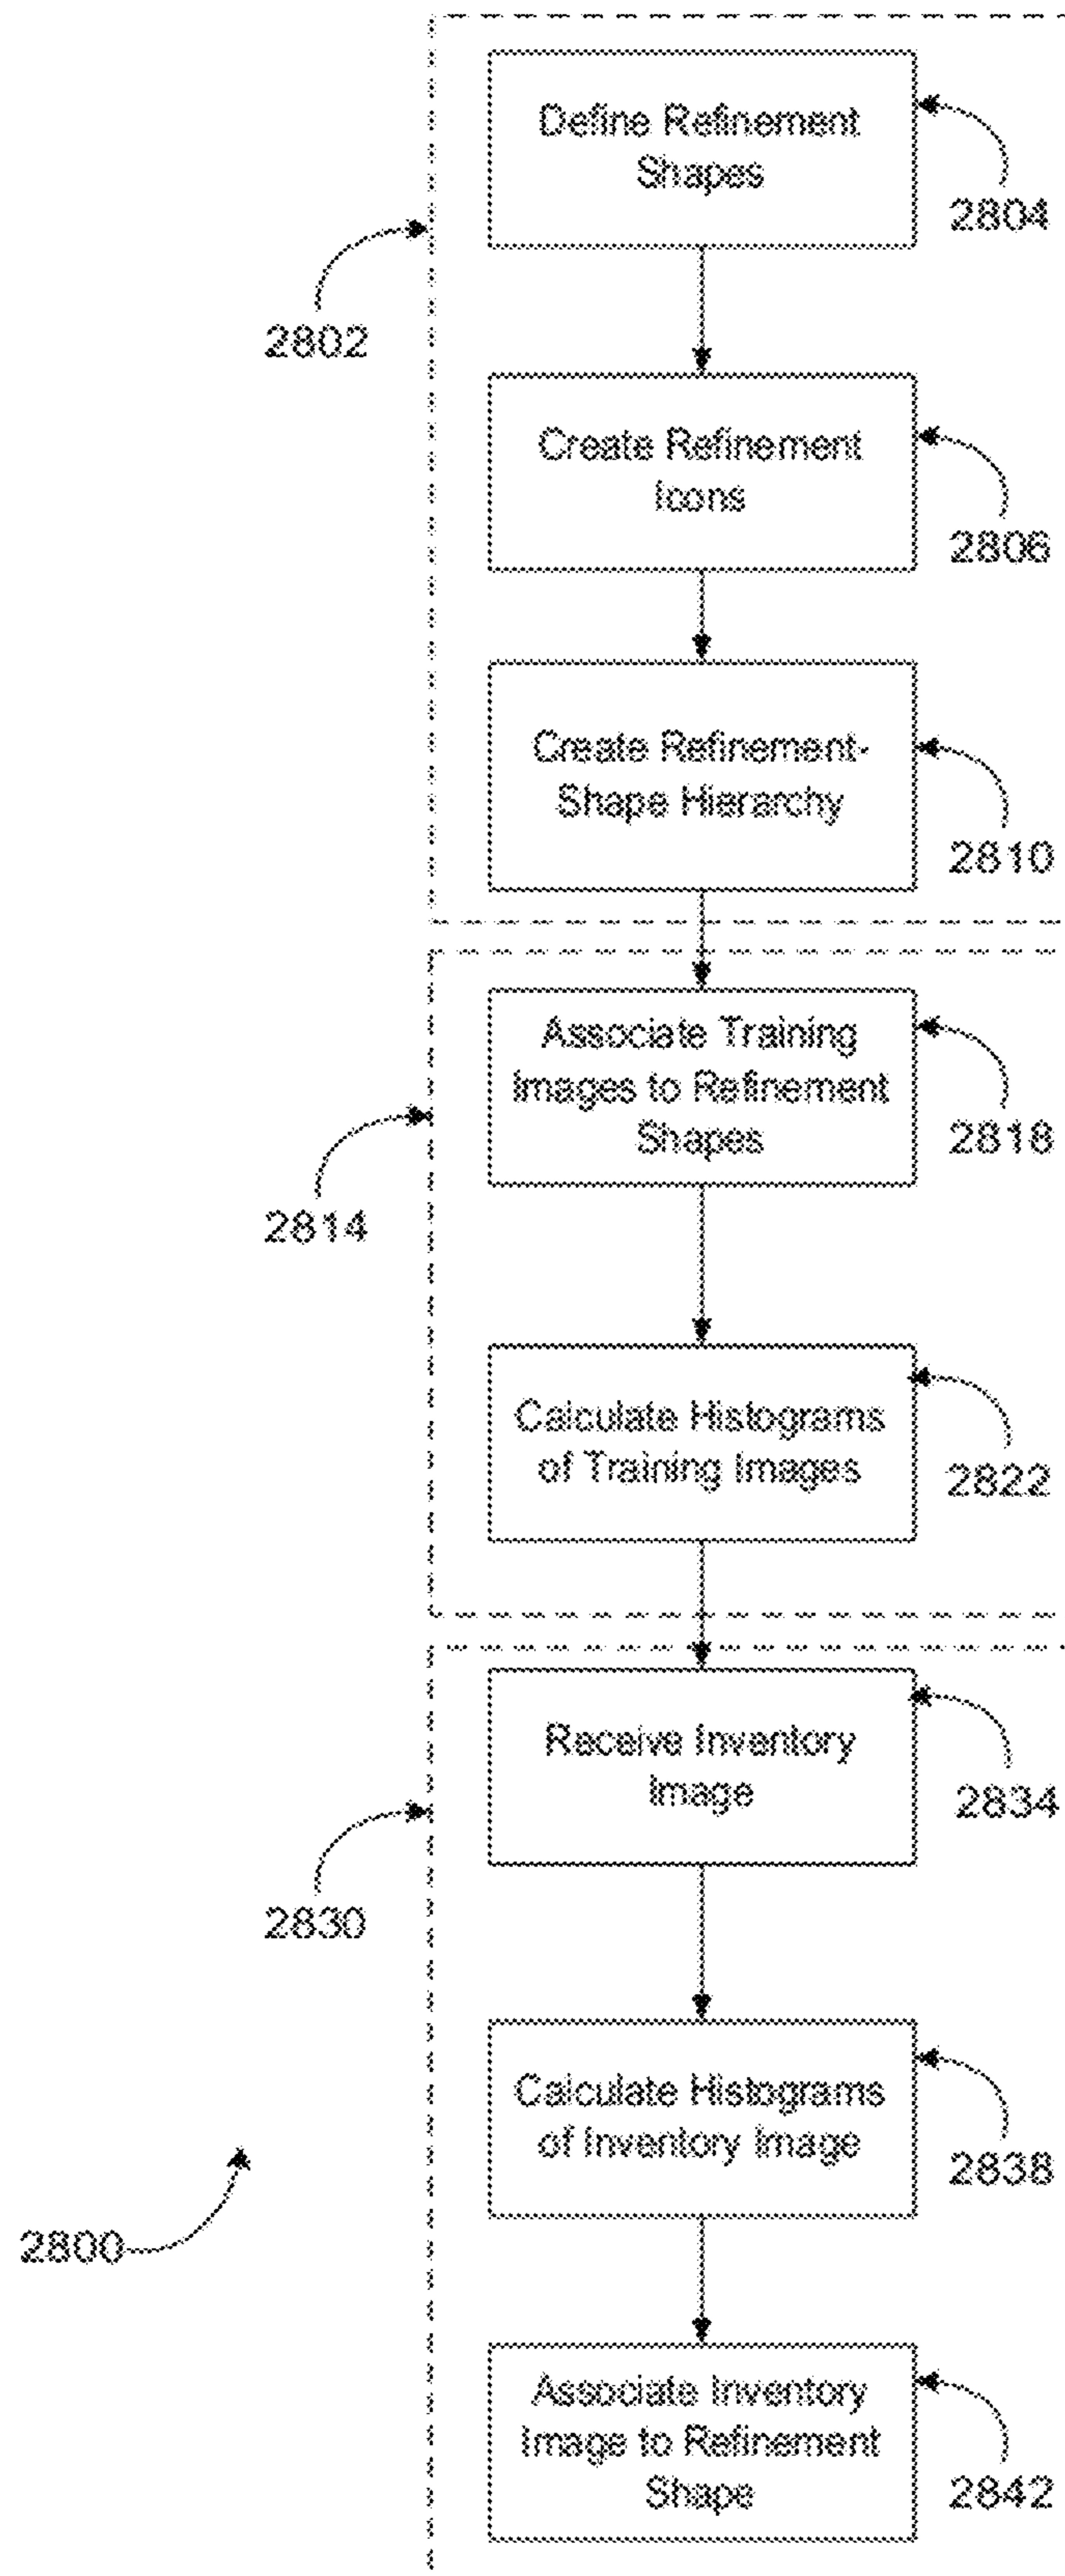 Define Refinement
Shapes
2804
2802
Create Refinement
Icons
2806
Create Refinement-
Shape Hierarchy
2810
Associate Training
Images to Refinement
Shapes
2818
2814
Calculate Histograms
of Training Images
2822
Receive Inventory
Image
2834
2830
Calculate Histograms
of Inventory Image
2838
2800
Associate Inventory
Image to Refinement
Shape
2842